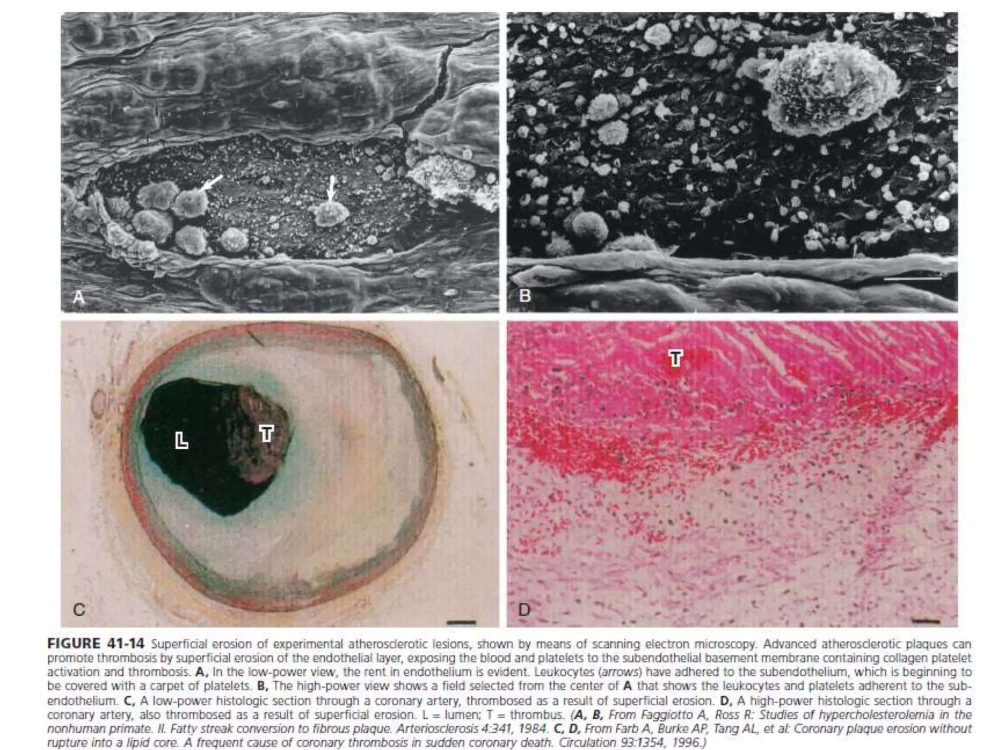 A
B
L
T
C
T
D
FIGURE 41-14 Superficial erosion of experimental atherosclerotic lesions, shown by means of scanning electron microscopy. Advanced atherosclerotic plaques can
promote thrombosis by superficial erosion of the endothelial layer, exposing the blood and platelets to the subendothelial basement membrane containing collagen platelet
activation and thrombosis. A, In the low-power view, the rent in endothelium is evident. Leukocytes (arrows) have adhered to the subendothelium, which is beginning to
be covered with a carpet of platelets. B, The high-power view shows a field selected from the center of A that shows the leukocytes and platelets adherent to the sub-
endothelium. C, A low-power histologic section through a coronary artery, thrombosed as a result of superficial erosion. D, A high-power histologic section through a
coronary artery, also thrombosed as a result of superficial erosion. L = lumen; T = thrombus. (A, B, From Faggiotto A, Ross R: Studies of hypercholesterolemia in the
nonhuman primate. II. Fatty streak conversion to fibrous plaque. Arteriosclerosis 4:341, 1984. C, D, From Farb A, Burke AP, Tang AL, et al: Coronary plaque erosion without
rupture into a lipid core. A frequent cause of coronary thrombosis in sudden coronary death. Circulation 93:1354, 1996.)